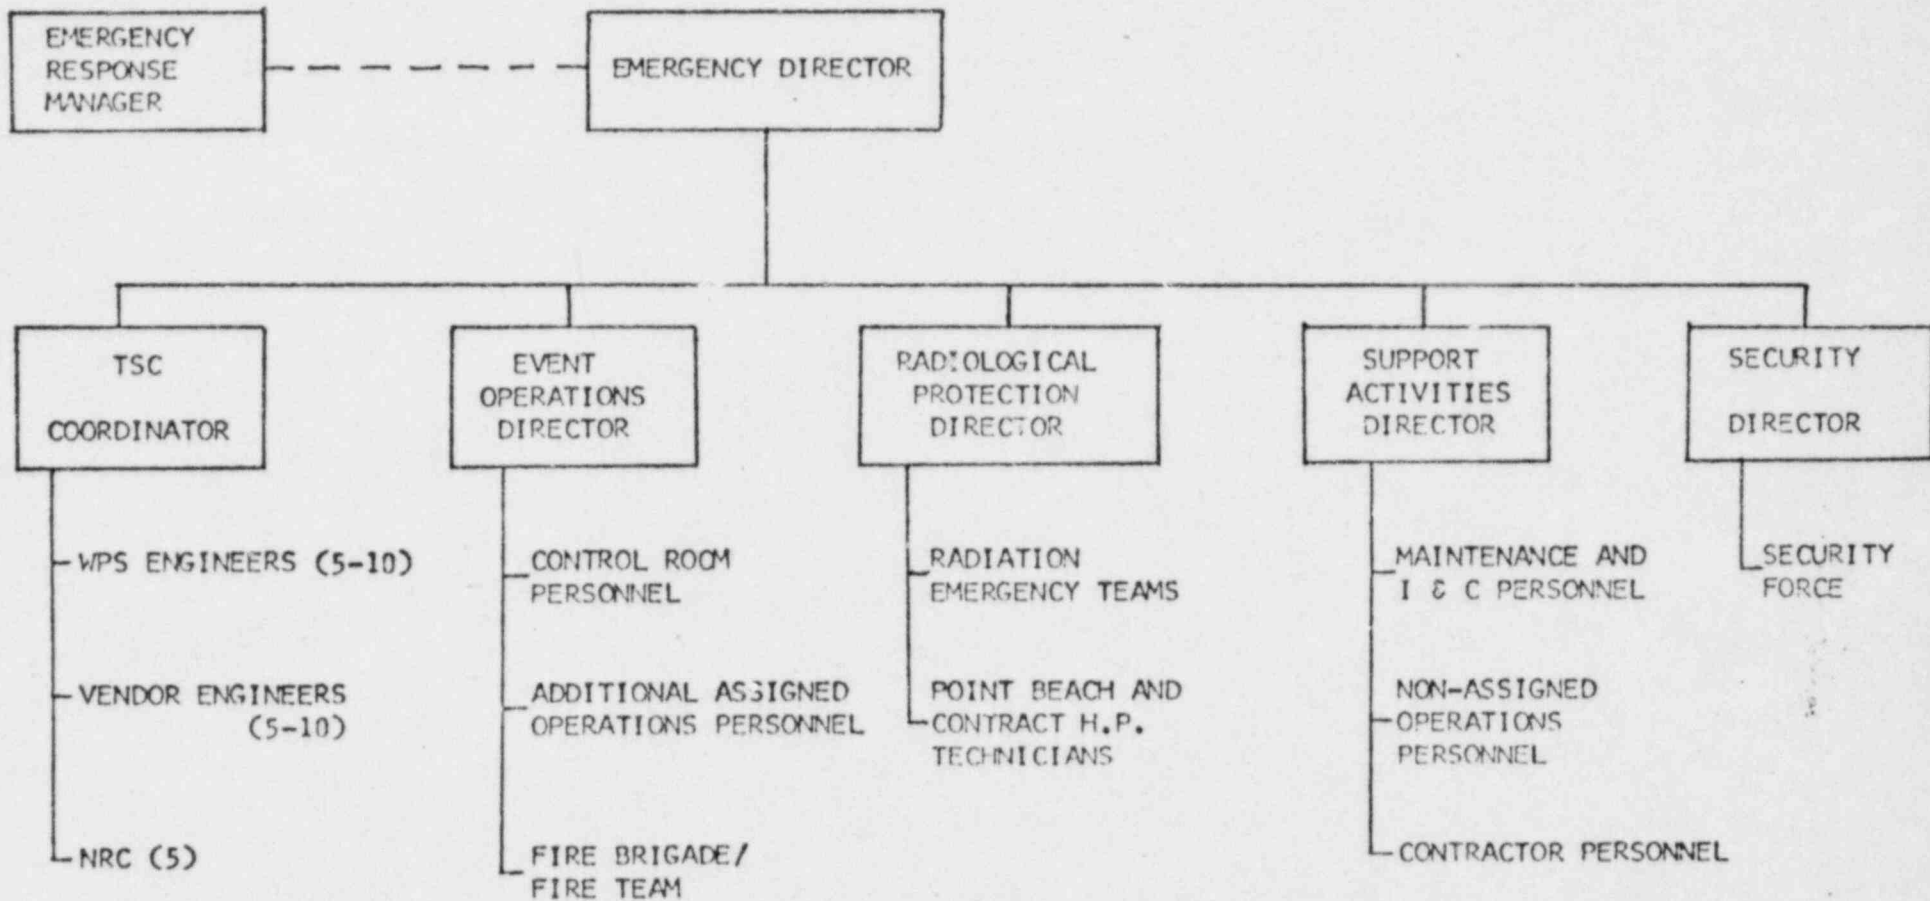 EMERGENCY
RESPONSE
MANAGER
EMERGENCY DIRECTOR
TSC
COORDINATOR
EVENT
OPERATIONS
DIRECTOR
RADIOLOGICAL
PROTECTION
DIRECTOR
SUPPORT
ACTIVITIES
DIRECTOR
SECURITY
DIRECTOR
WPS ENGINEERS (5-10)
VENDOR ENGINEERS
(5-10)
NRC (5)
CONTROL ROOM
PERSONNEL
ADDITIONAL ASSIGNED
OPERATIONS PERSONNEL
FIRE BRIGADE/
FIRE TEAM
RADIATION
EMERGENCY TEAMS
POINT BEACH AND
CONTRACT H.P.
TECHNICIANS
MAINTENANCE AND
I & C PERSONNEL
NON-ASSIGNED
OPERATIONS
PERSONNEL
CONTRACTOR PERSONNEL
SECURITY
FORCE